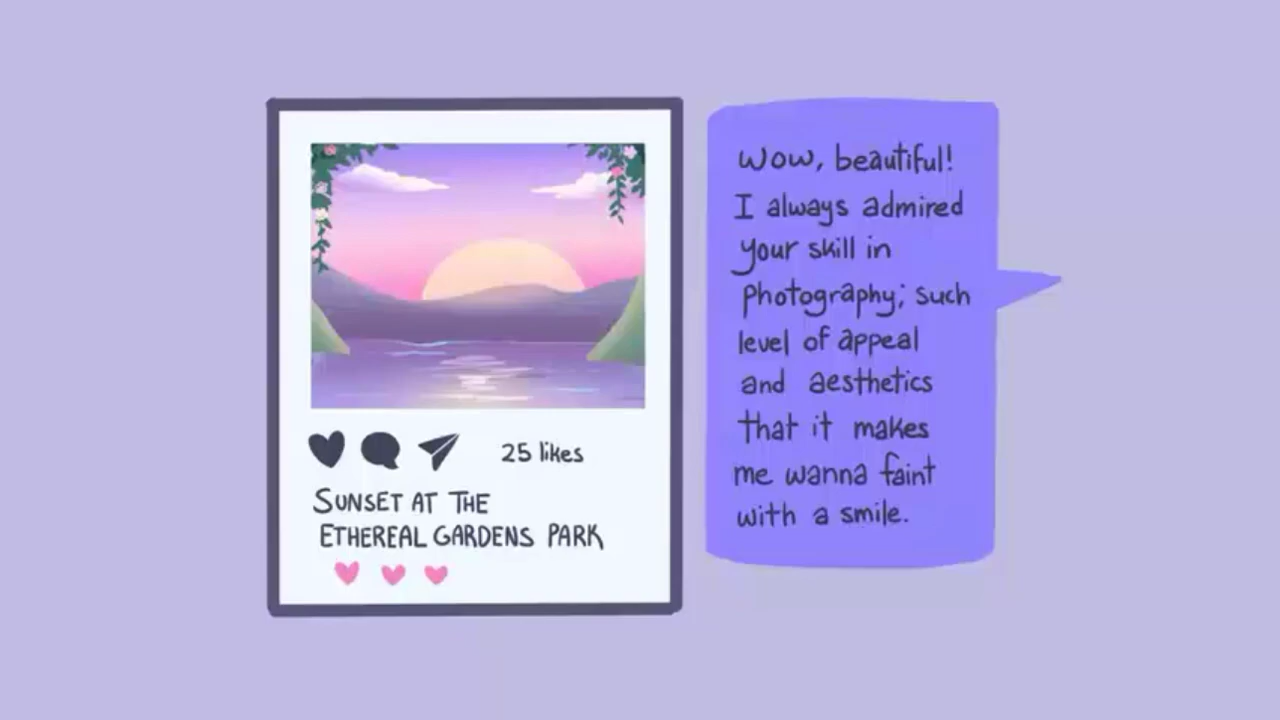 25 likes
SUNSET AT THE
ETHEREAL GARDENS PARK
Wow, beautiful!
I always admired
your skill in
Photography; such
level of appeal
and aesthetics
that it makes
me wanna faint
with a smile.